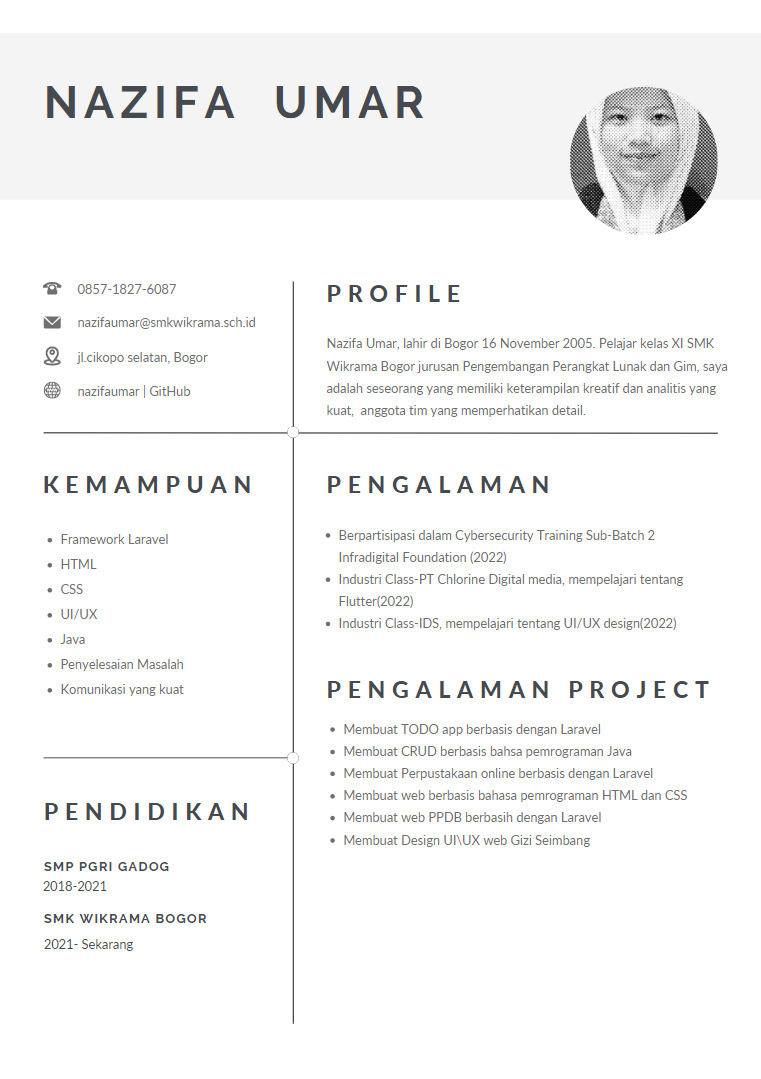 NAZIFA UMAR
0857-1827-6087
nazifaumar@smkwikrama.sch.id
jl.cikopo selatan, Bogor
nazifaumar | GitHub
PROFILE
Nazifa Umar, lahir di Bogor 16 November 2005. Pelajar kelas XI SMK
Wikrama Bogor jurusan Pengembangan Perangkat Lunak dan Gim, saya
adalah seseorang yang memiliki keterampilan kreatif dan analitis yang
kuat, anggota tim yang memperhatikan detail.
KEMAMPUAN
• Framework Laravel
• HTML
• CSS
• UI/UX
• Java
• Penyelesaian Masalah
• Komunikasi yang kuat
PENDIDIKAN
SMP PGRI GADOG
2018-2021
SMK WIKRAMA BOGOR
2021- Sekarang
PENGALAMAN
• Berpartisipasi dalam Cybersecurity Training Sub-Batch 2
Infradigital Foundation (2022)
• Industri Class-PT Chlorine Digital media, mempelajari tentang
Flutter(2022)
• Industri Class-IDS, mempelajari tentang UI/UX design(2022)
PENGALAMAN PROJECT
• Membuat TODO app berbasis dengan Laravel
• Membuat CRUD berbasis bahsa pemrograman Java
• Membuat Perpustakaan online berbasis dengan Laravel
• Membuat web berbasis bahasa pemrograman HTML dan CSS
• Membuat web PPDB berbasih dengan Laravel
• Membuat Design UI\UX web Gizi Seimbang